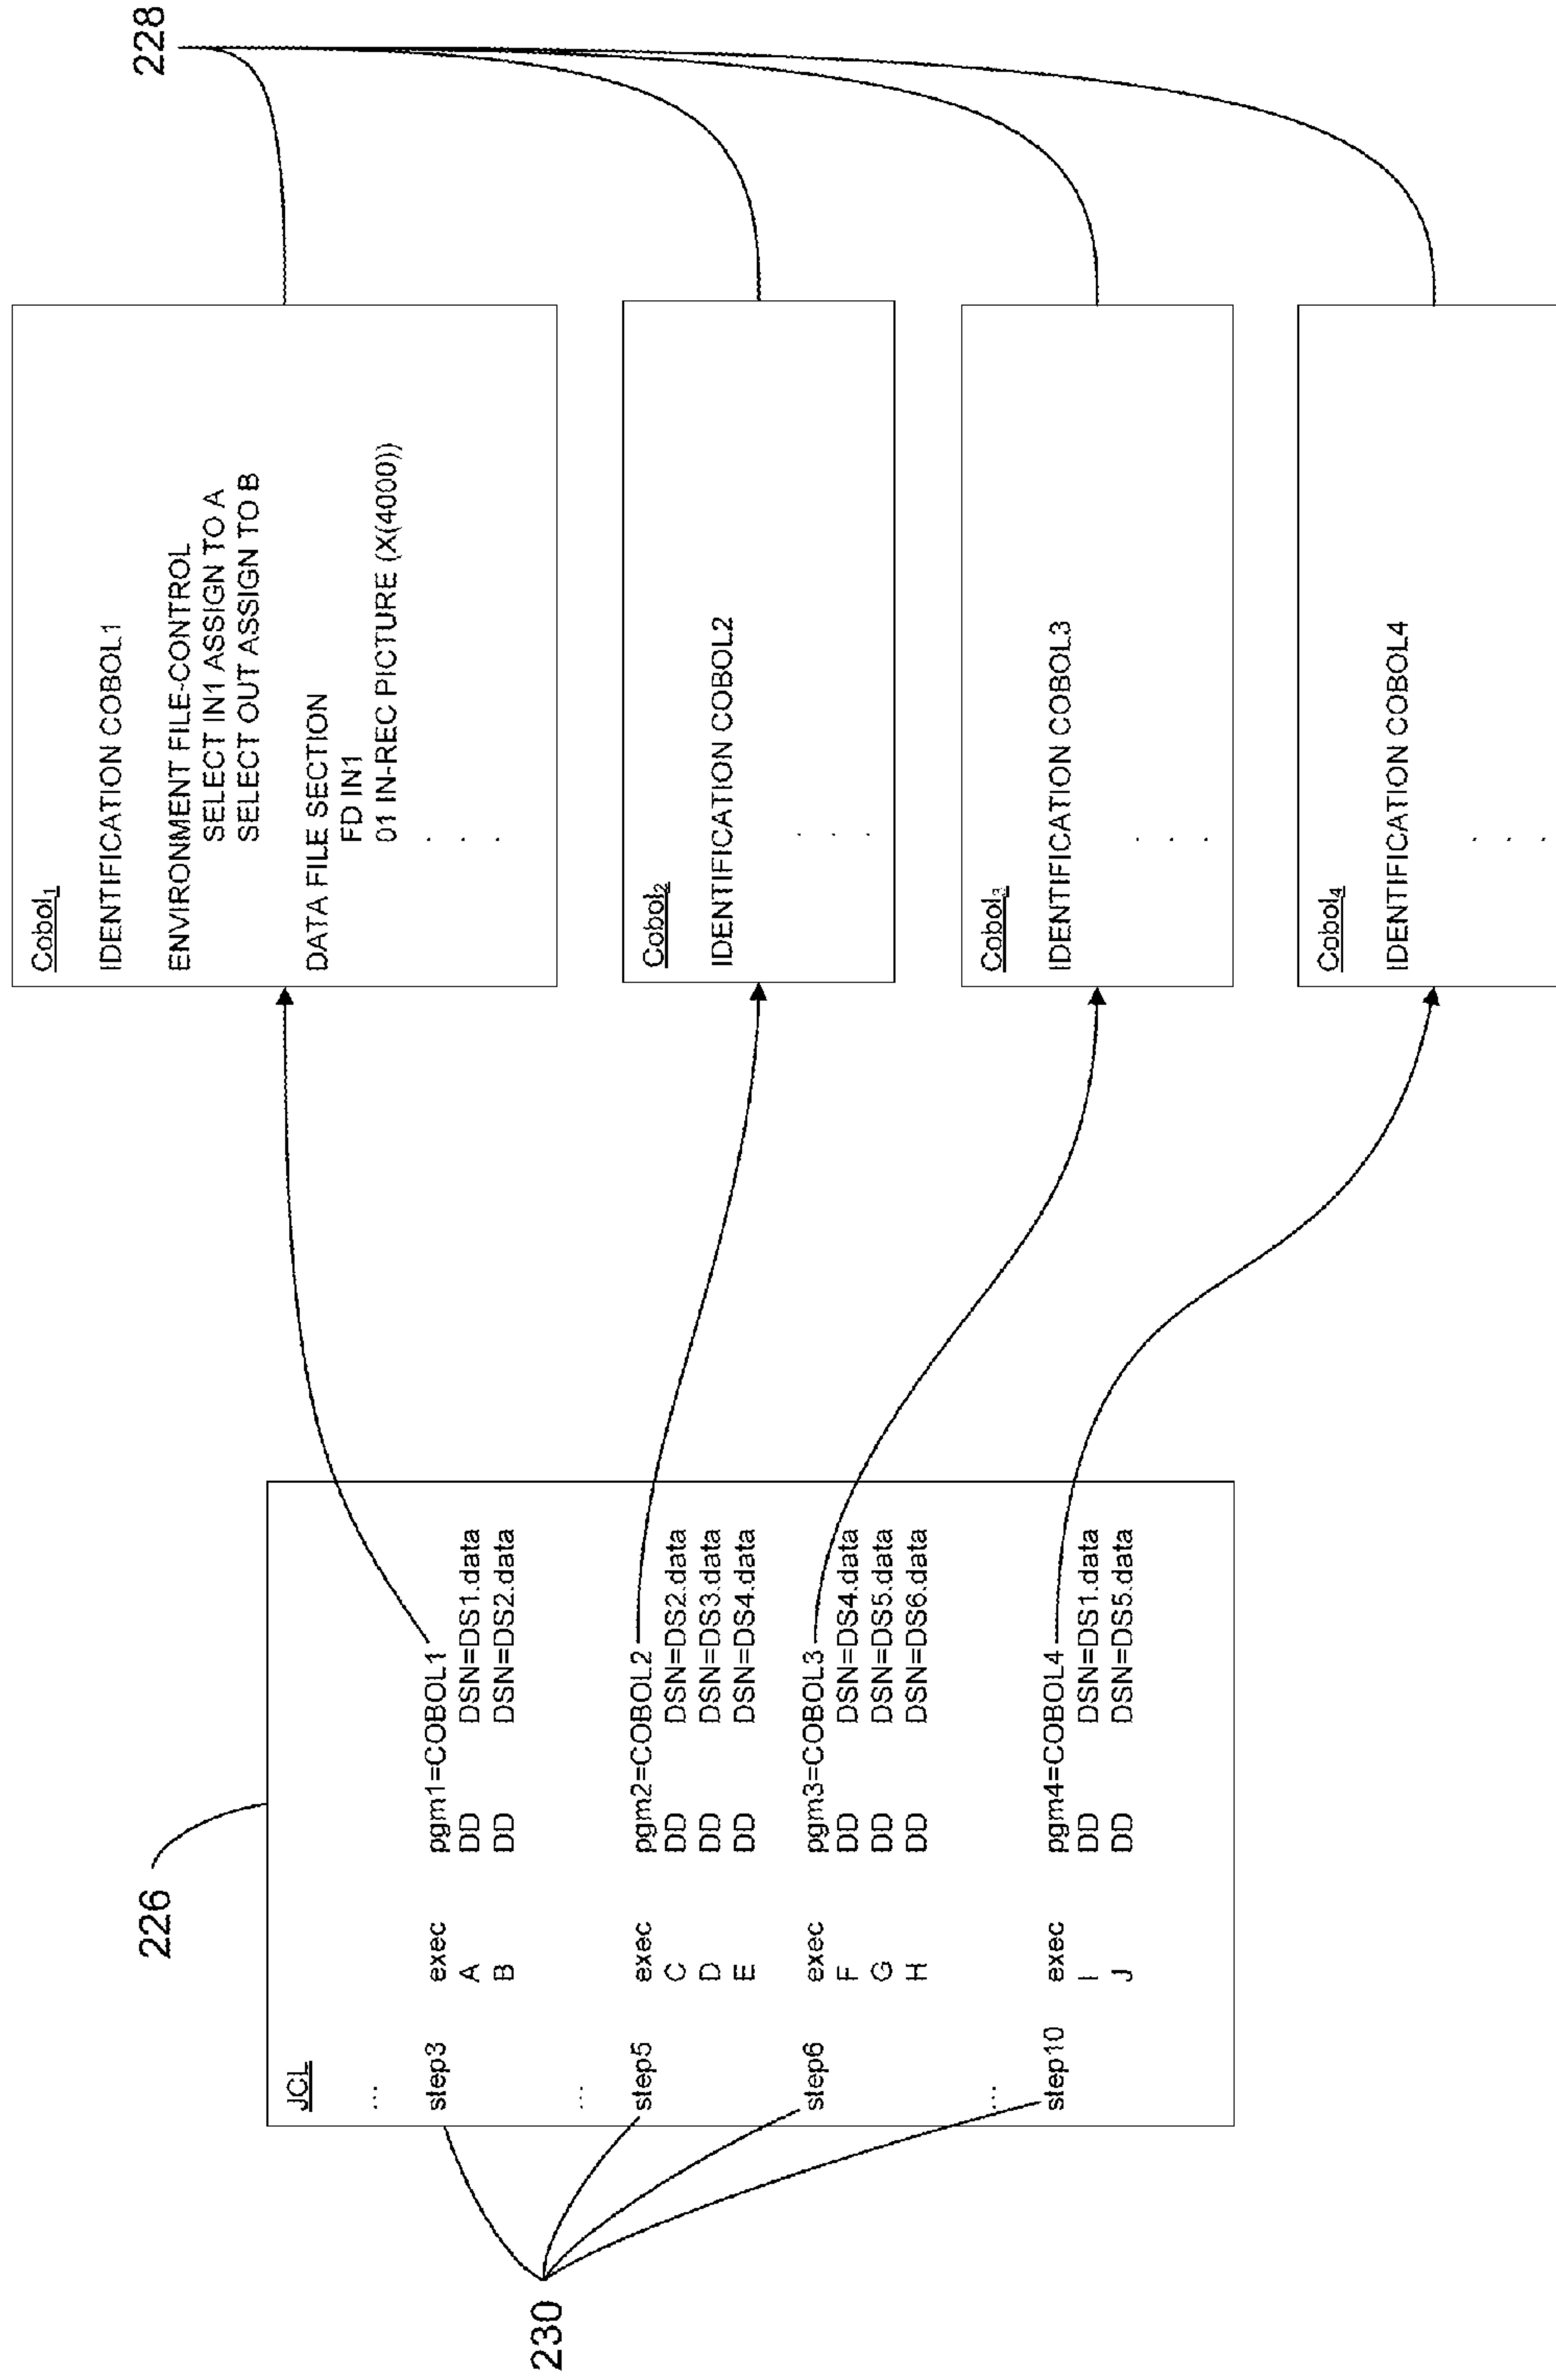 226
JCL
...
step3 exec pgm1=COBOL1
A DD DSN=DS1.data
B DD DSN=DS2.data
...
step5 exec pgm2=COBOL2
C DD DSN=DS2.data
D DD DSN=DS3.data
E DD DSN=DS4.data
step6 exec pgm3=COBOL3
F DD DSN=DS4.data
G DD DSN=DS5.data
H DD DSN=DS6.data
...
step10 exec pgm4=COBOL4
I DD DSN=DS1.data
J DD DSN=DS5.data
230
228
Cobol1
IDENTIFICATION COBOL1
ENVIRONMENT FILE-CONTROL
SELECT IN1 ASSIGN TO A
SELECT OUT ASSIGN TO B
DATA FILE SECTION
FD IN1
01 IN-REC PICTURE (X(4000))
.
.
.
Cobol2
IDENTIFICATION COBOL2
.
.
.
Cobol3
IDENTIFICATION COBOL3
.
.
.
Cobol4
IDENTIFICATION COBOL4
.
.
.